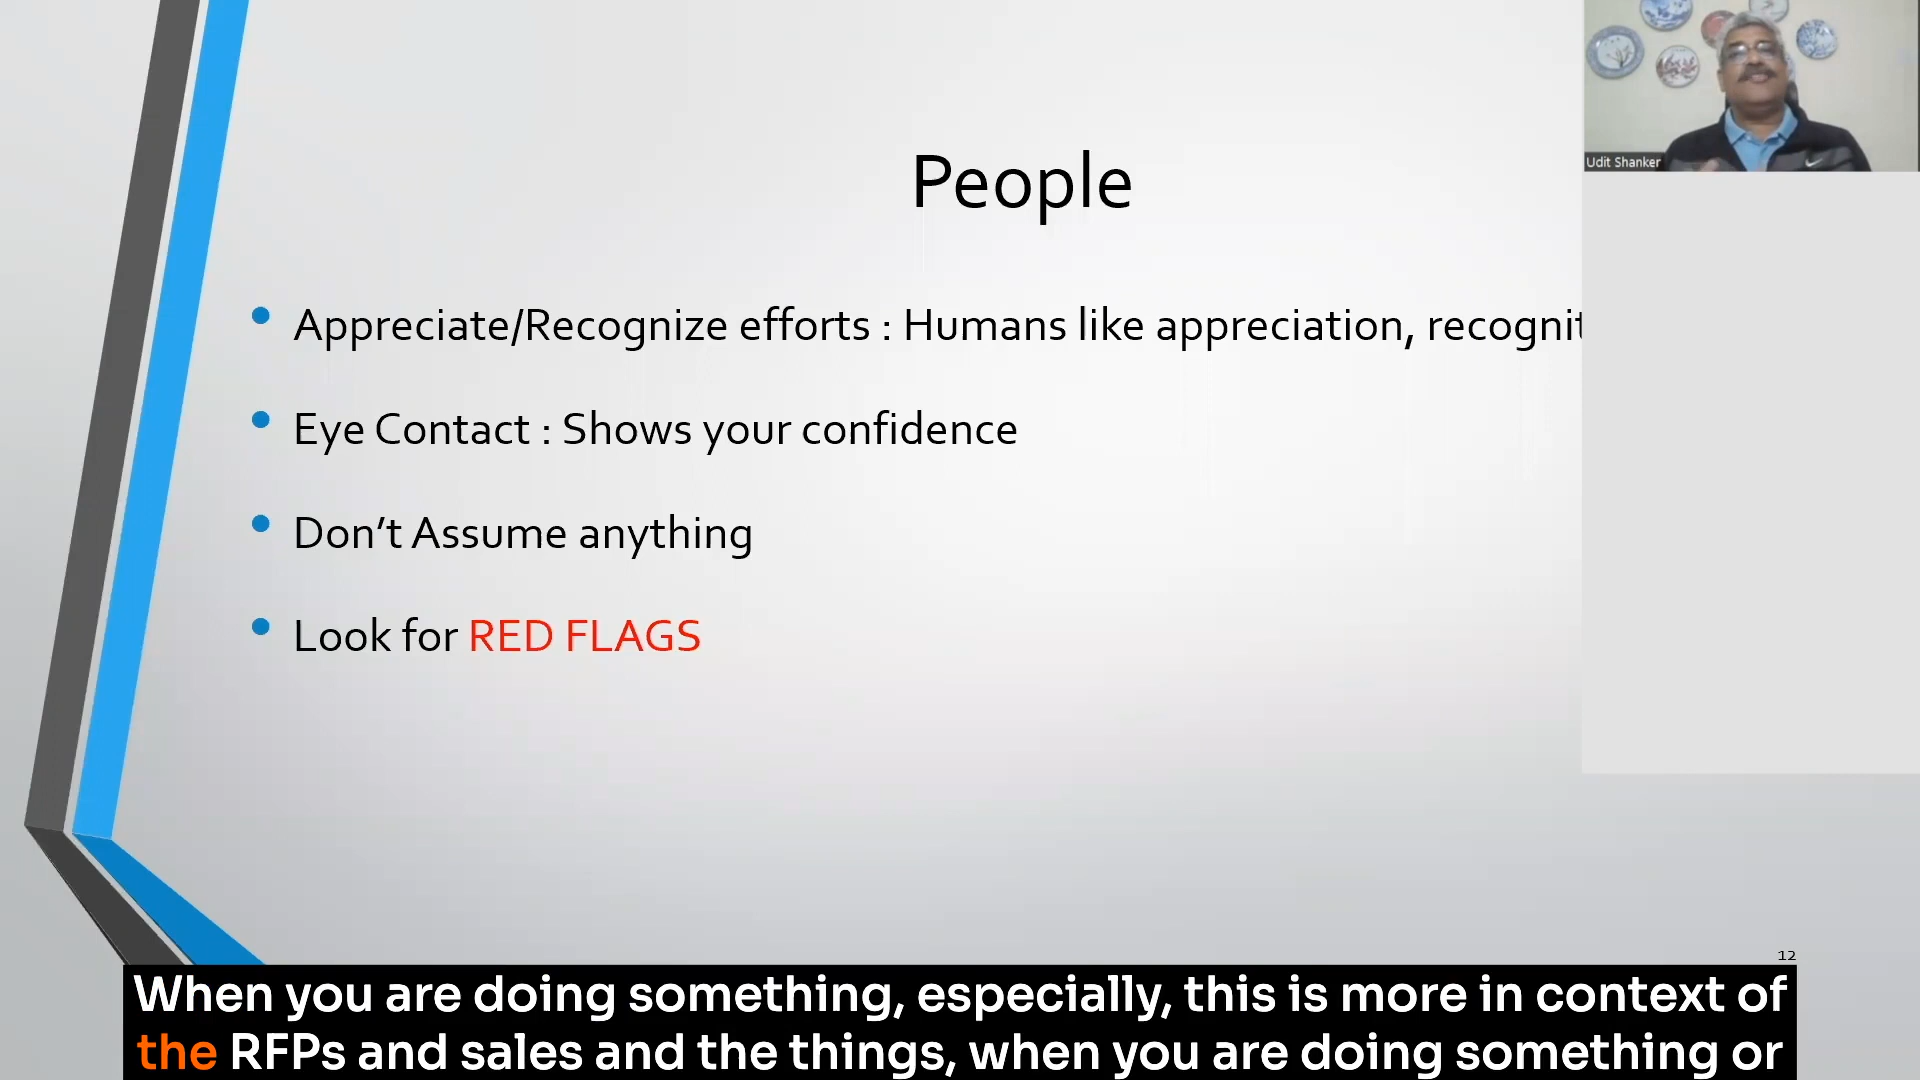 Udit Shanker
People
• Appreciate/Recognize efforts : Humans like appreciation, recognit
• Eye Contact : Shows your confidence
• Don’t Assume anything
• Look for RED FLAGS
12
When you are doing something, especially, this is more in context of
the RFPs and sales and the things, when you are doing something or